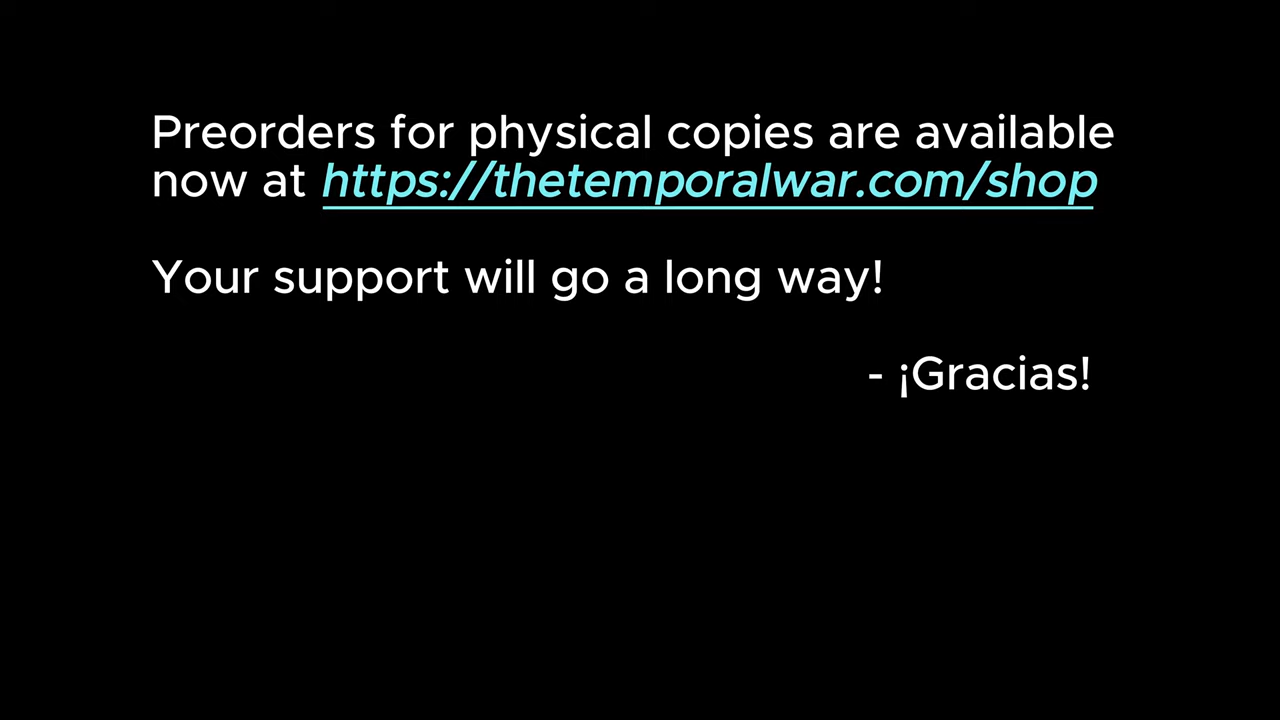 Preorders for physical copies are available
now at https://thetemporalwar.com/shop
Your support will go a long way!
- ¡Gracias!